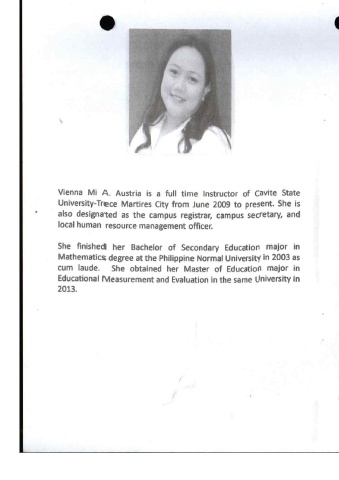 Vienna Mi A. Austria is a full time Instructor of Cavite State
University-Trece Martires City from June 2009 to present. She is
also designated as the campus registrar, campus secretary, and
local human resource management officer.
She finished her Bachelor of Secondary Education major in
Mathematics degree at the Philippine Normal University in 2003 as
cum laude. She obtained her Master of Education major in
Educational Measurement and Evaluation in the same University in
2013.